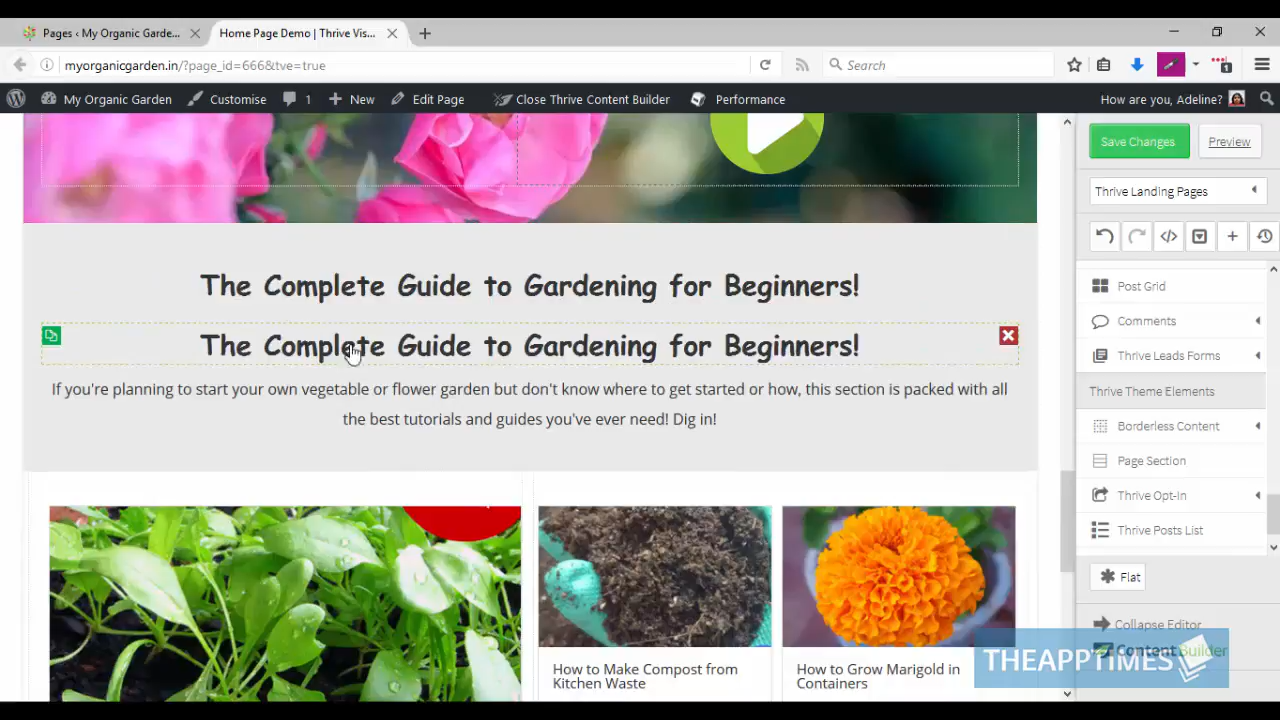 Pages ‹ My Organic Garde...
Home Page Demo | Thrive Vis...
myorganicgarden.in/?page_id=666&tve=true
Search
My Organic Garden
Customise
1
New
Edit Page
Close Thrive Content Builder
Performance
How are you, Adeline?
Save Changes
Preview
Thrive Landing Pages
Post Grid
Comments
Thrive Leads Forms
Thrive Theme Elements
Borderless Content
Page Section
Thrive Opt-In
Thrive Posts List
Flat
Collapse Editor
Content Builder
THEAPPTIMES
The Complete Guide to Gardening for Beginners!
The Complete Guide to Gardening for Beginners!
If you're planning to start your own vegetable or flower garden but don't know where to get started or how, this section is packed with all
the best tutorials and guides you've ever need! Dig in!
How to Make Compost from
Kitchen Waste
How to Grow Marigold in
Containers